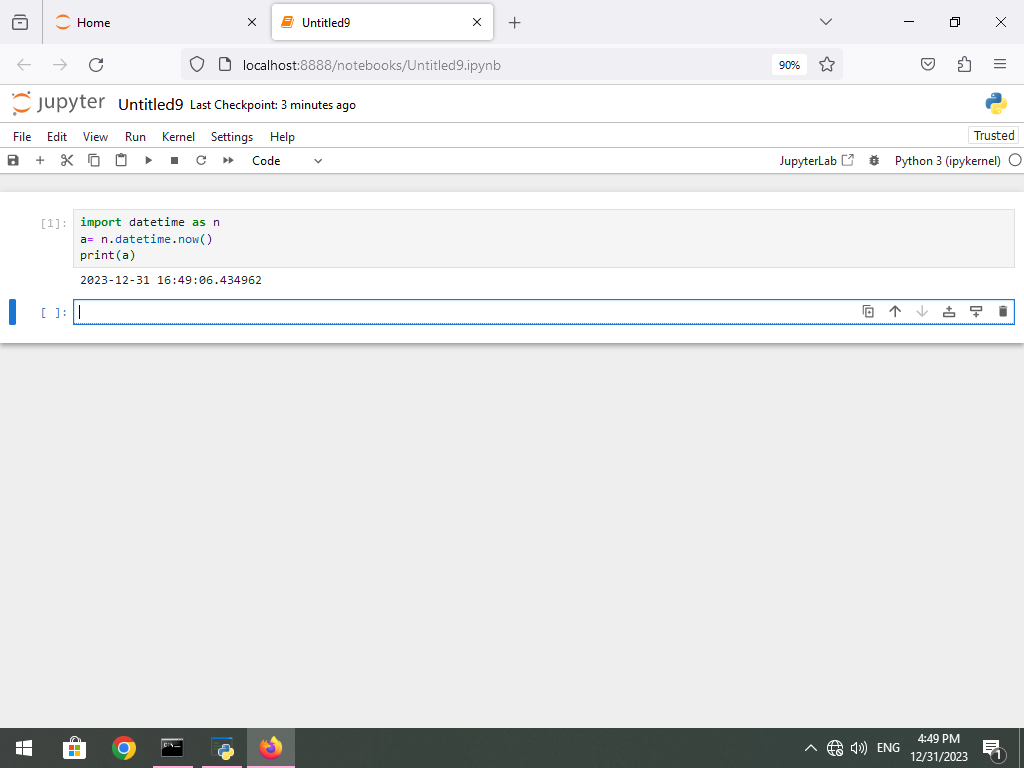 Home
Untitled9
localhost:8888/notebooks/Untitled9.ipynb
90%
jupyter Untitled9 Last Checkpoint: 3 minutes ago
File Edit View Run Kernel Settings Help
Trusted
Code
JupyterLab
Python 3 (ipykernel)
[1]:
import datetime as n
a= n.datetime.now()
print(a)
2023-12-31 16:49:06.434962
[ ]:
ENG
4:49 PM
12/31/2023
1